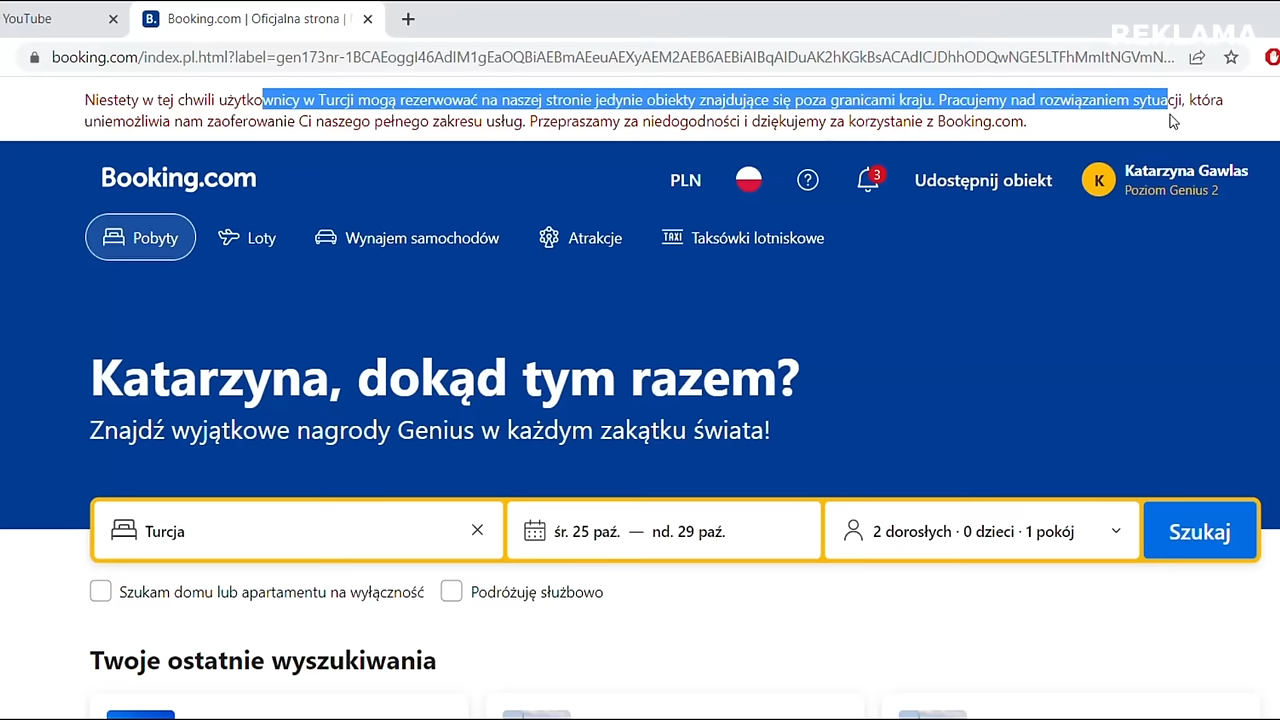 YouTube
B. Booking.com | Oficjalna strona |
REKLAMA
booking.com/index.pl.html?label=gen173nr-1BCAEoggI46AdIM1gEaOQBiAEBmAEeuAEXyAEM2AEB6AEBiAIBqAIDuAK2hKGkBsACAdICJDhhODQwNGE5LTFhMmItNGVmN...
Niestety w tej chwili użytkownicy w Turcji mogą rezerwować na naszej stronie jedynie obiekty znajdujące się poza granicami kraju. Pracujemy nad rozwiązaniem sytuacji, która
uniemożliwia nam zaoferowanie Ci naszego pełnego zakresu usług. Przepraszamy za niedogodności i dziękujemy za korzystanie z Booking.com.
Booking.com
PLN
?
3
Udostępnij obiekt
K
Katarzyna Gawlas
Poziom Genius 2
Pobyty
Loty
Wynajem samochodów
Atrakcje
TAXI Taksówki lotniskowe
Katarzyna, dokąd tym razem?
Znajdź wyjątkowe nagrody Genius w każdym zakątku świata!
Turcja
śr. 25 paź. — nd. 29 paź.
2 dorosłych · 0 dzieci · 1 pokój
Szukaj
Szukam domu lub apartamentu na wyłączność
Podróżuję służbowo
Twoje ostatnie wyszukiwania